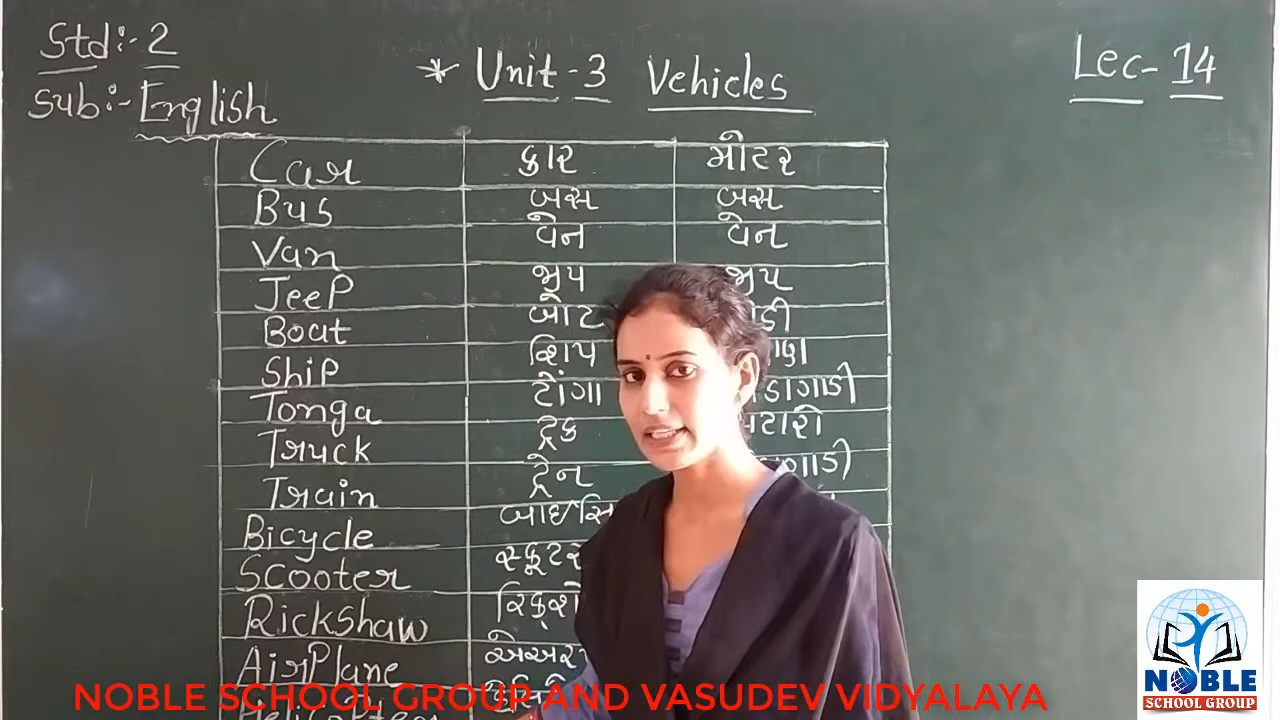 Std:- 2
Sub:- English
* Unit - 3 Vehicles
Lec - 14
Car કાર મોટર
Bus બસ બસ
Van વેન વેન
JeeP જીપ જીપ
Boat બોટ
ShiP શિપ
Tonga ટોંગા
Truck ટ્રક
Train ટ્રેન
Bicycle
Scooter
Rickshaw
AirPlane
NOBLE SCHOOL GROUP AND VASUDEV VIDYALAYA
NOBLE
SCHOOL GROUP